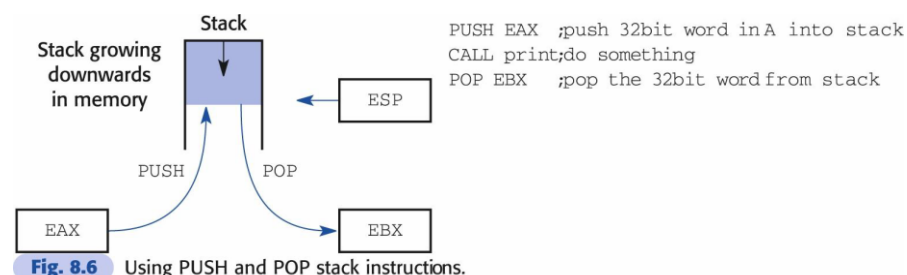 Stack
Stack growing
downwards
in memory
ESP
PUSH
POP
EAX
EBX
PUSH EAX ;push 32bit word in A into stack
CALL print;do something
POP EBX ;pop the 32bit word from stack
Fig. 8.6 Using PUSH and POP stack instructions.